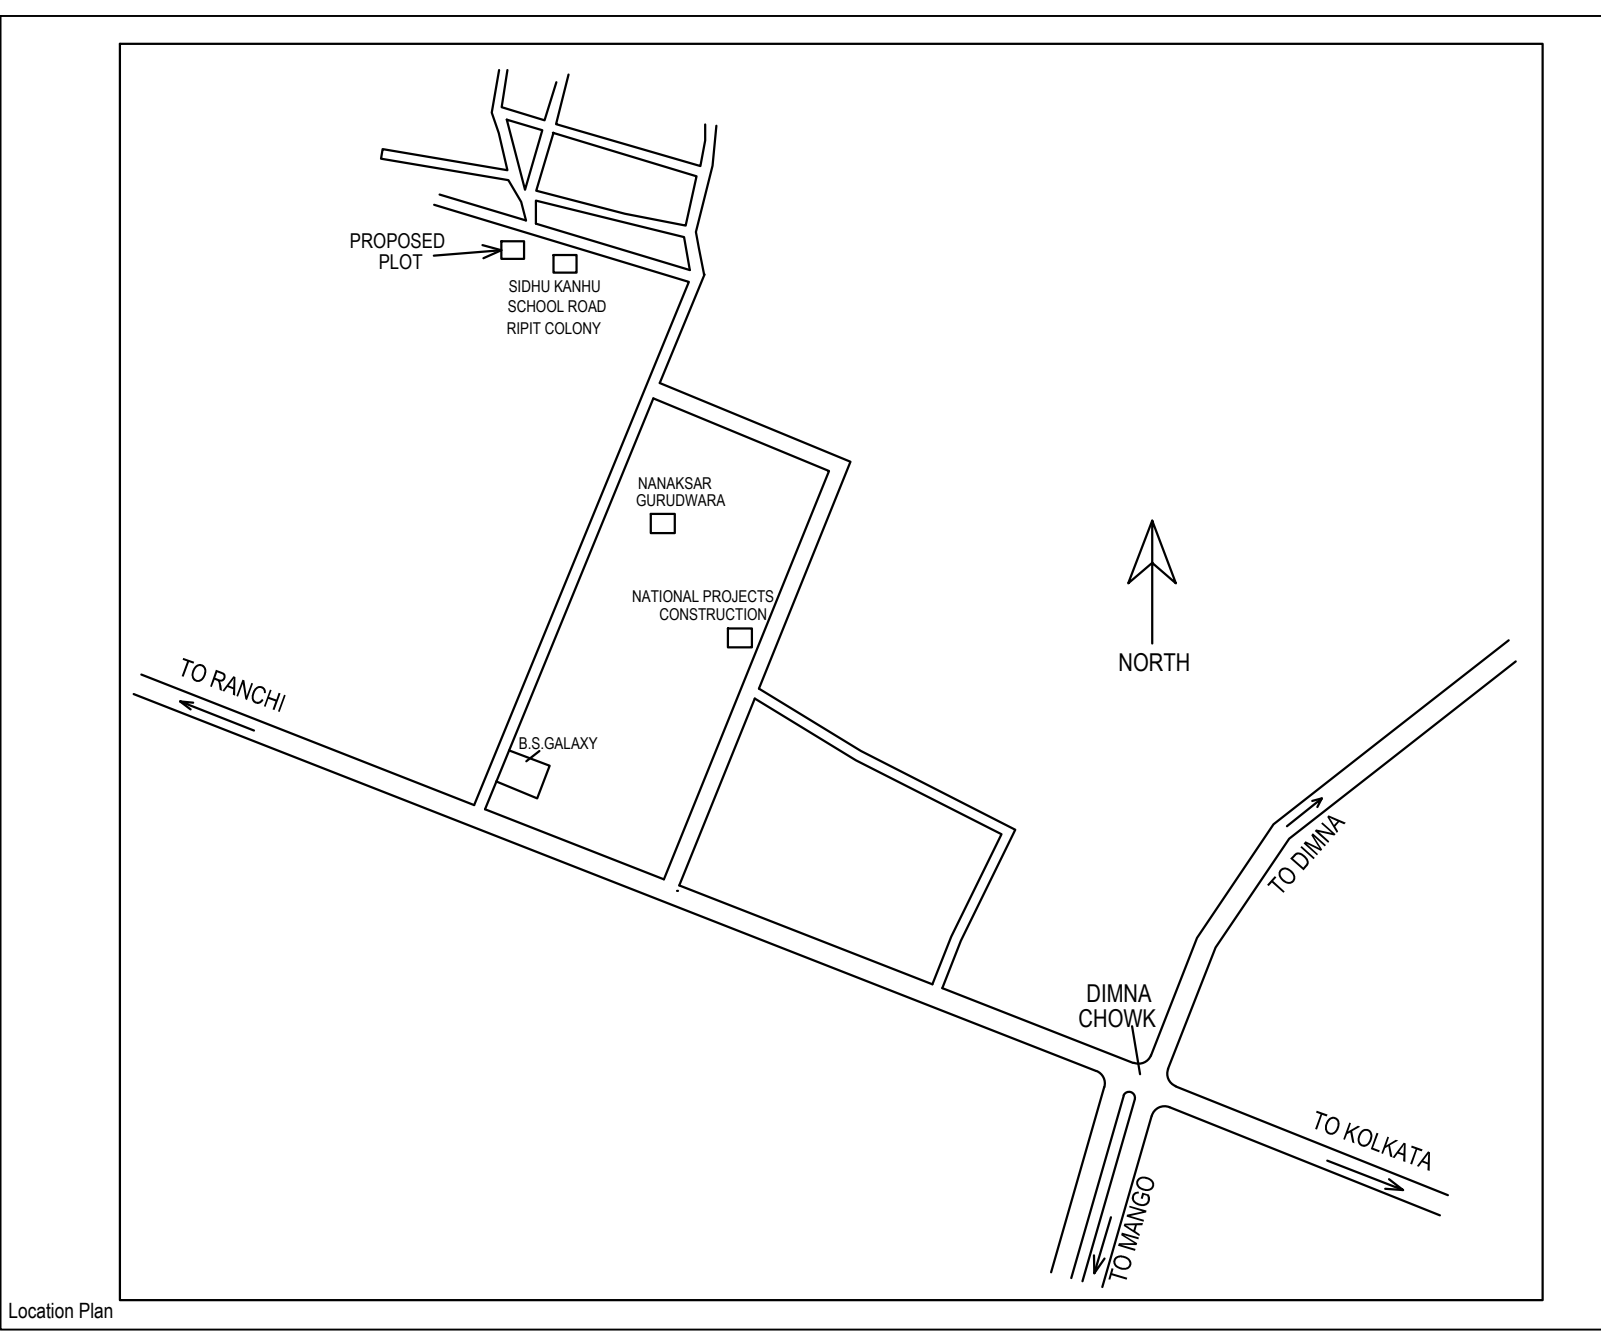 PROPOSED
PLOT
SIDHU KANHU
SCHOOL ROAD
RIPIT COLONY
NANAKSAR
GURUDWARA
NATIONAL PROJECTS
CONSTRUCTION
NORTH
TO RANCHI
B.S.GALAXY
TO DIMNA
DIMNA
CHOWK
TO KOLKATA
TO MANGO
Location Plan